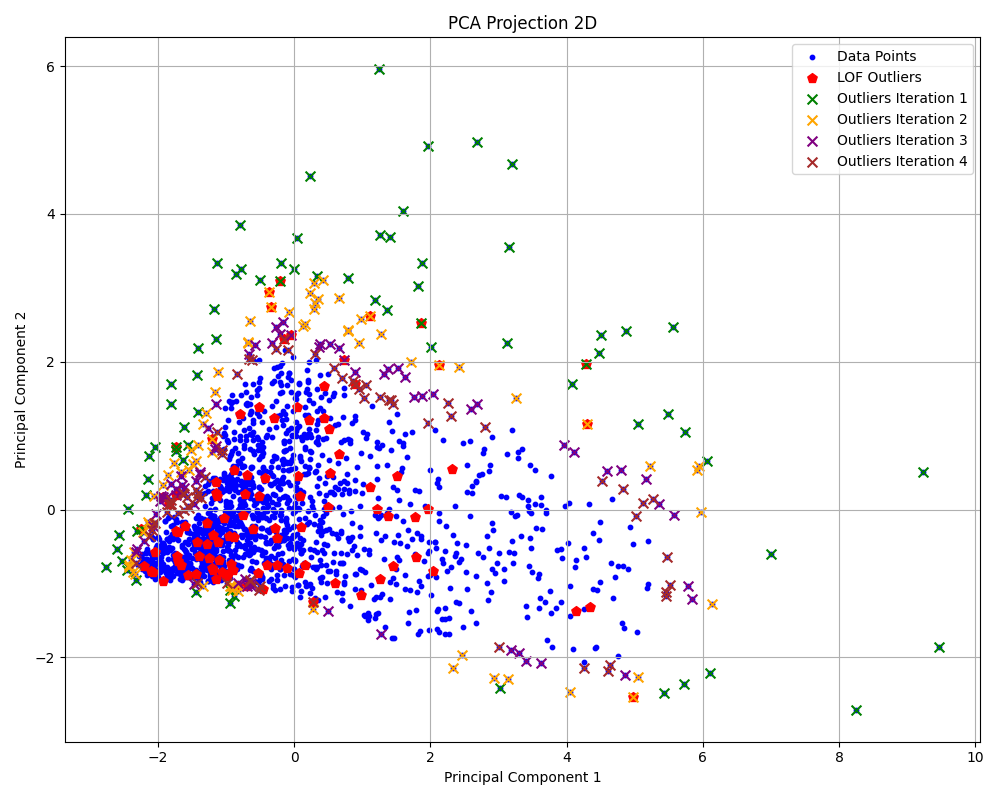 PCA Projection 2D
Data Points
LOF Outliers
Outliers Iteration 1
Outliers Iteration 2
Outliers Iteration 3
Outliers Iteration 4
6
4
2
0
−2
Principal Component 2
−2 0 2 4 6 8 10
Principal Component 1